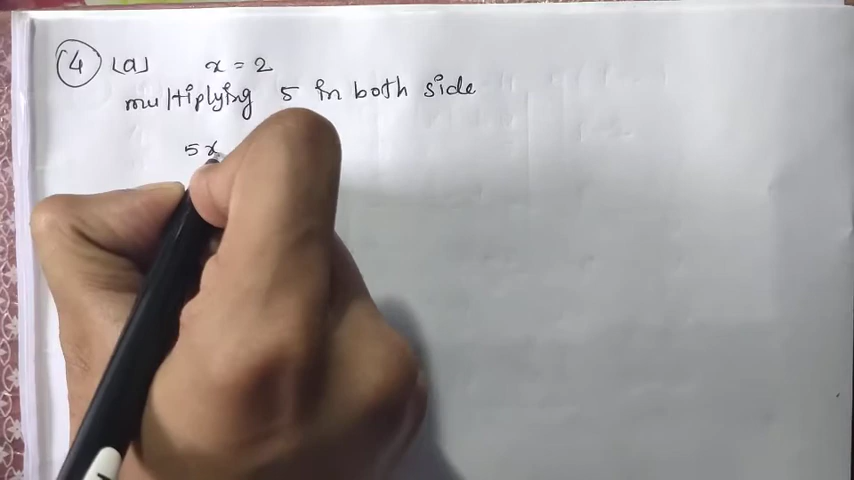 4 (a) x = 2
multiplying 5 in both side
5x